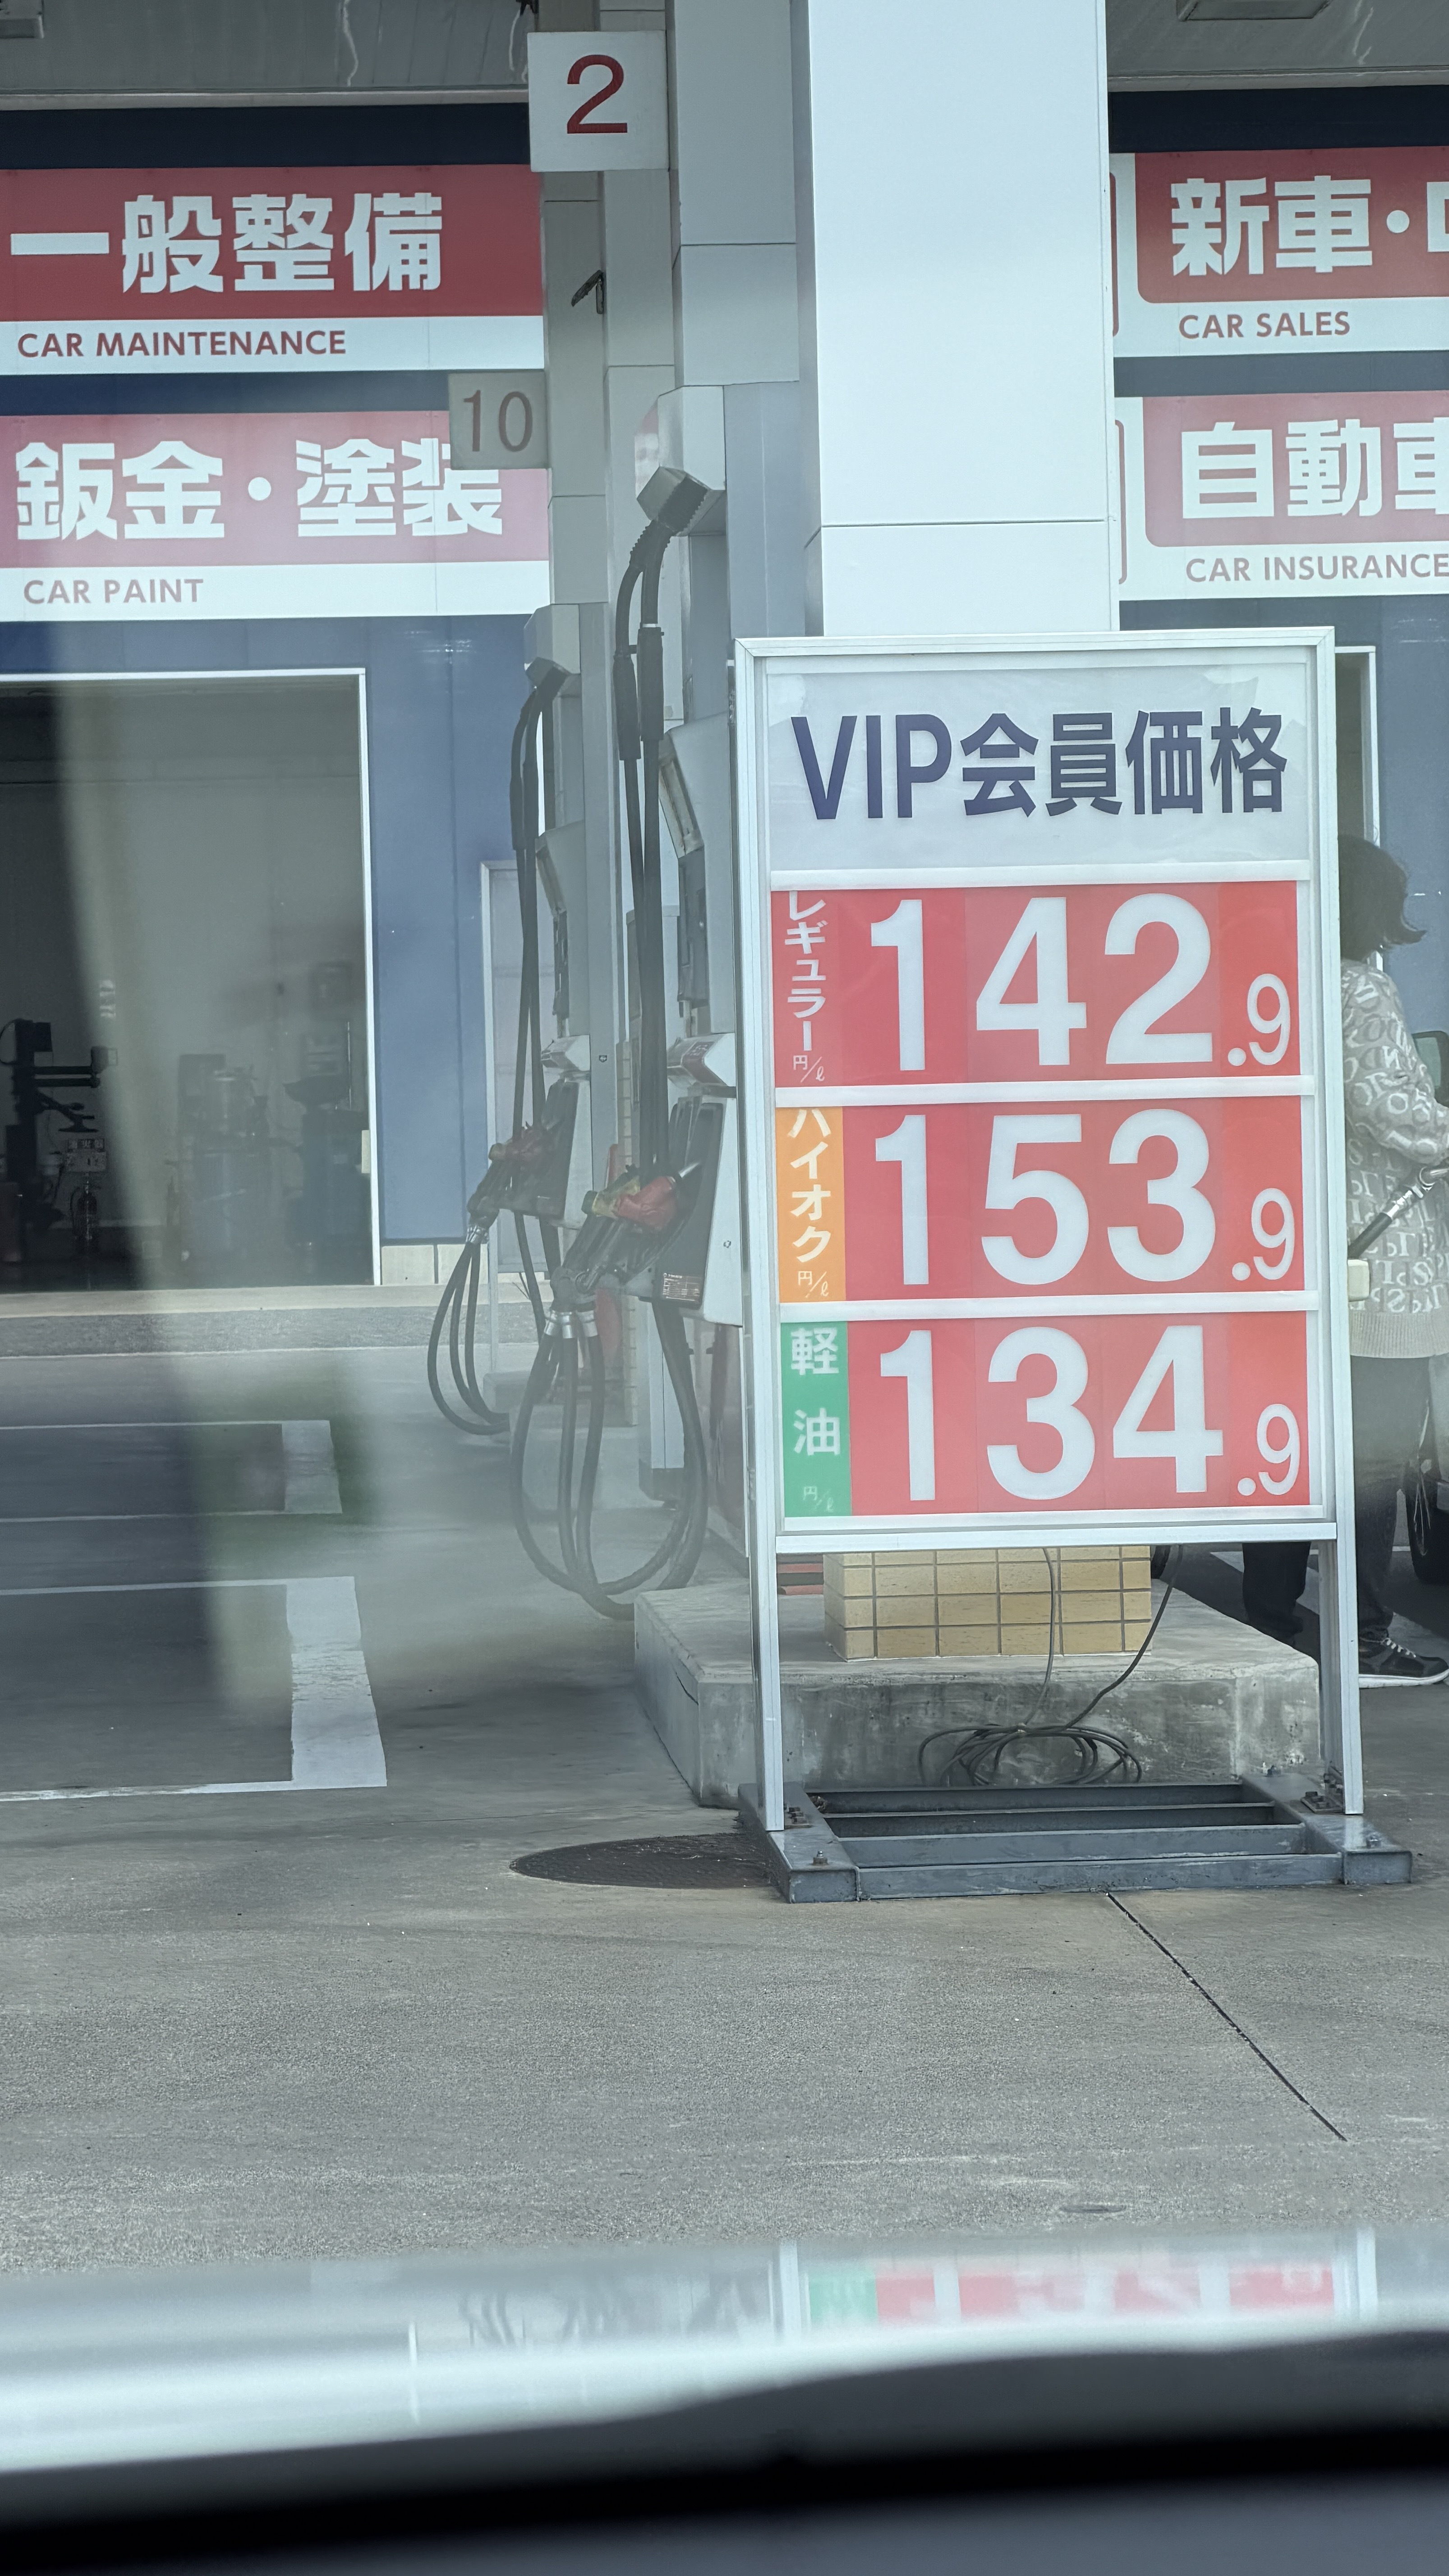 2
一般整備
CAR MAINTENANCE
新車・
CAR SALES
10
鈑金・塗装
CAR PAINT
自動車
CAR INSURANCE
VIP会員価格
レギュラー 円/ℓ 142.9
ハイオク 円/ℓ 153.9
軽油 円/ℓ 134.9